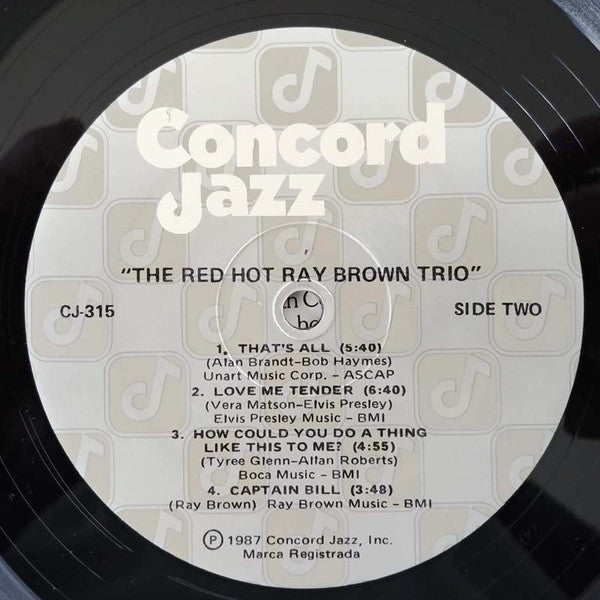 Concord
Jazz
"THE RED HOT RAY BROWN TRIO"
CJ-315
SIDE TWO
1. THAT'S ALL (5:40)
(Alan Brandt-Bob Haymes)
Unart Music Corp. - ASCAP
2. LOVE ME TENDER (6:40)
(Vera Matson-Elvis Presley)
Elvis Presley Music - BMI
3. HOW COULD YOU DO A THING
LIKE THIS TO ME? (4:55)
(Tyree Glenn-Allan Roberts)
Boca Music - BMI
4. CAPTAIN BILL (3:48)
(Ray Brown) Ray Brown Music - BMI
Ⓟ 1987 Concord Jazz, Inc.
Marca Registrada